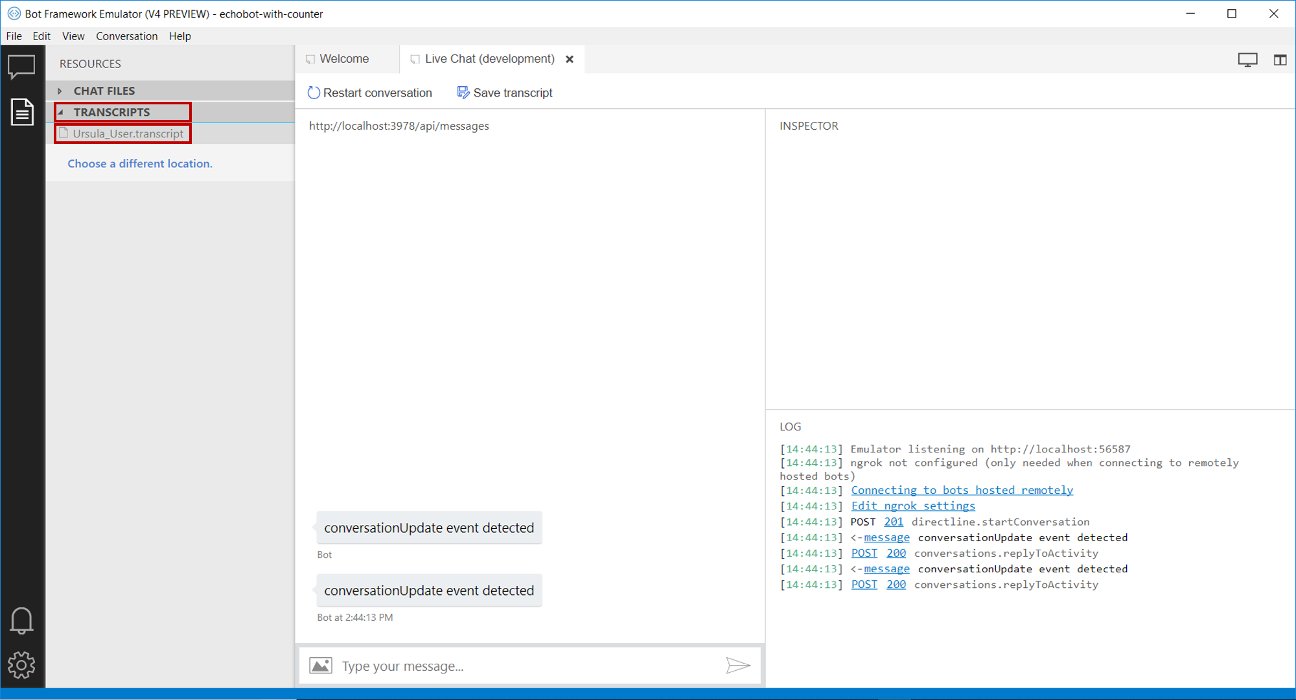 Bot Framework Emulator (V4 PREVIEW) - echobot-with-counter
File Edit View Conversation Help
RESOURCES
CHAT FILES
TRANSCRIPTS
Ursula_User.transcript
Choose a different location.
Welcome
Live Chat (development)
Restart conversation
Save transcript
http://localhost:3978/api/messages
conversationUpdate event detected
Bot
conversationUpdate event detected
Bot at 2:44:13 PM
Type your message...
INSPECTOR
LOG
[14:44:13] Emulator listening on http://localhost:56587
[14:44:13] ngrok not configured (only needed when connecting to remotely
hosted bots)
[14:44:13] Connecting to bots hosted remotely
[14:44:13] Edit ngrok settings
[14:44:13] POST 201 directline.startConversation
[14:44:13] <-message conversationUpdate event detected
[14:44:13] POST 200 conversations.replyToActivity
[14:44:13] <-message conversationUpdate event detected
[14:44:13] POST 200 conversations.replyToActivity